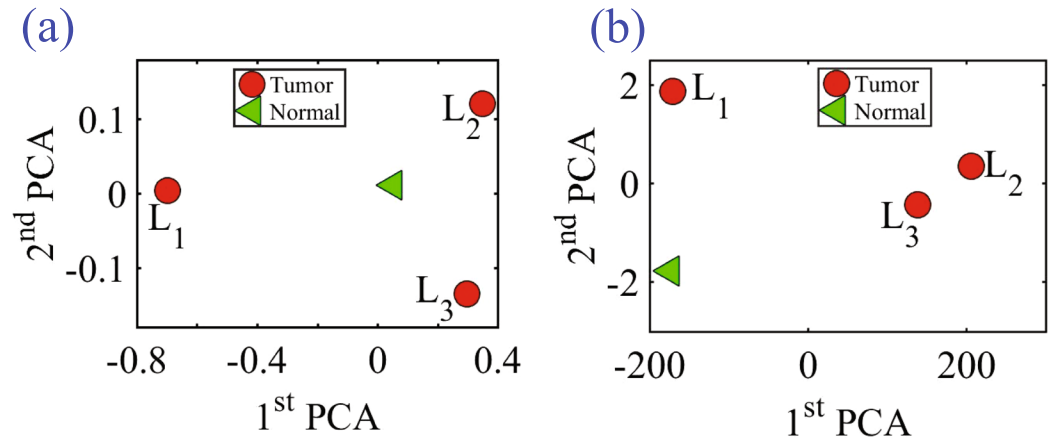 (a)
Tumor
Normal
L2
L1
L3
0.1
0
-0.1
2nd PCA
-0.8
-0.4
0
0.4
1st PCA
(b)
Tumor
Normal
L1
L2
L3
2
0
-2
2nd PCA
-200
0
200
1st PCA